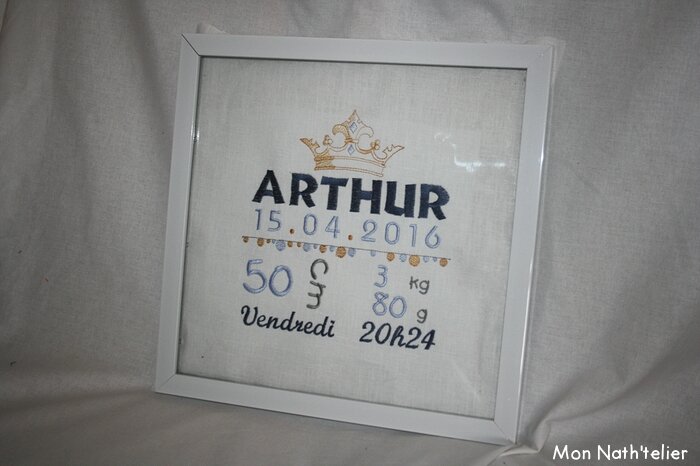 ARTHUR
15.04.2016
50 cm 3 kg
80 g
Vendredi 20h24
Mon Nath'telier